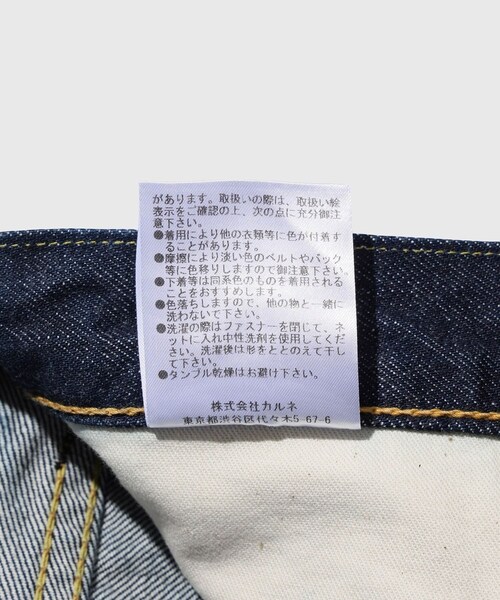 があります。取扱いの際は、取扱い絵
表示をご確認の上、次の点に充分御注
意下さい。
●着用により他の衣類等に色が付着す
ることがあります。
●摩擦により淡い色のベルトやバック
等に色移りしますので御注意下さい。
●下着等は同系色のものを着用される
ことをおすすめします。
●色落ちしますので、他の物と一緒に
洗わないで下さい。
●洗濯の際はファスナーを閉じて、ネ
ットに入れ中性洗剤を使用してくだ
さい。洗濯後は形をととのえて干し
て下さい。
●タンブル乾燥はお避け下さい。
株式会社カルネ
東京都渋谷区代々木5-67-6